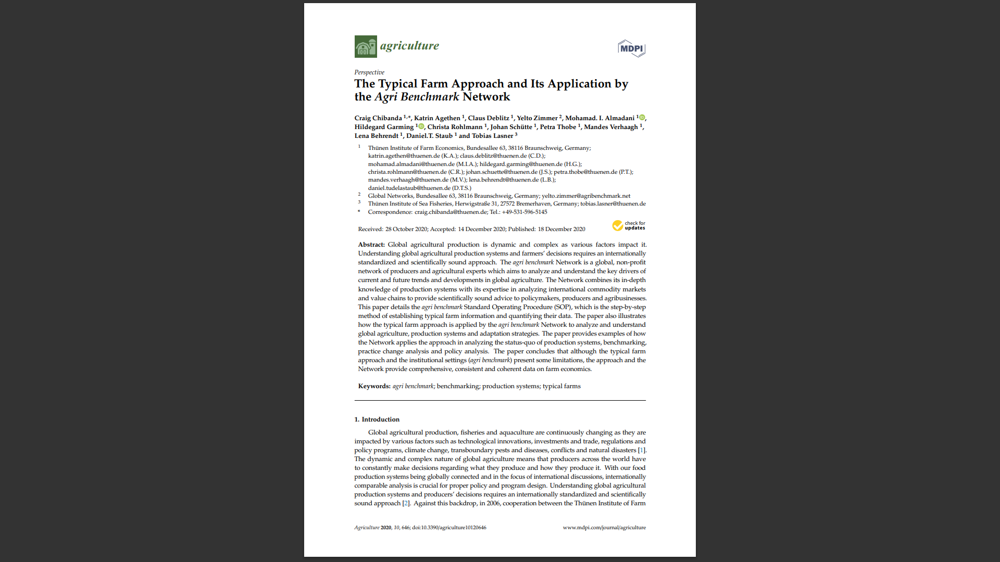 agriculture
MDPI
Perspective
The Typical Farm Approach and Its Application by
the Agri Benchmark Network
Craig Chibanda 1,*, Katrin Agethen 1, Claus Deblitz 1, Yelto Zimmer 2, Mohamad. I. Almadani 1 iD,
Hildegard Garming 1 iD, Christa Rohlmann 1, Johan Schütte 1, Petra Thobe 1, Mandes Verhaagh 1,
Lena Behrendt 1, Daniel.T. Staub 1 and Tobias Lasner 3
1 Thünen Institute of Farm Economics, Bundesallee 63, 38116 Braunschweig, Germany;
katrin.agethen@thuenen.de (K.A.); claus.deblitz@thuenen.de (C.D.);
mohamad.almadani@thuenen.de (M.I.A.); hildegard.garming@thuenen.de (H.G.);
christa.rohlmann@thuenen.de (C.R.); johan.schuette@thuenen.de (J.S.); petra.thobe@thuenen.de (P.T.);
mandes.verhaagh@thuenen.de (M.V.); lena.behrendt@thuenen.de (L.B.);
daniel.tudelastaub@thuenen.de (D.T.S.)
2 Global Networks, Bundesallee 63, 38116 Braunschweig, Germany; yelto.zimmer@agribenchmark.net
3 Thünen Institute of Sea Fisheries, Herwigstraße 31, 27572 Bremerhaven, Germany; tobias.lasner@thuenen.de
* Correspondence: craig.chibanda@thuenen.de; Tel.: +49-531-596-5145
Received: 28 October 2020; Accepted: 14 December 2020; Published: 18 December 2020
check for
updates
Abstract: Global agricultural production is dynamic and complex as various factors impact it.
Understanding global agricultural production systems and farmers' decisions requires an internationally
standardized and scientifically sound approach. The agri benchmark Network is a global, non-profit
network of producers and agricultural experts which aims to analyze and understand the key drivers of
current and future trends and developments in global agriculture. The Network combines its in-depth
knowledge of production systems with its expertise in analyzing international commodity markets
and value chains to provide scientifically sound advice to policymakers, producers and agribusinesses.
This paper details the agri benchmark Standard Operating Procedure (SOP), which is the step-by-step
method of establishing typical farm information and quantifying their data. The paper also illustrates
how the typical farm approach is applied by the agri benchmark Network to analyze and understand
global agriculture, production systems and adaptation strategies. The paper provides examples of how
the Network applies the approach in analyzing the status-quo of production systems, benchmarking,
practice change analysis and policy analysis. The paper concludes that although the typical farm
approach and the institutional settings (agri benchmark) present some limitations, the approach and the
Network provide comprehensive, consistent and coherent data on farm economics.
Keywords: agri benchmark; benchmarking; production systems; typical farms
1. Introduction
Global agricultural production, fisheries and aquaculture are continuously changing as they are
impacted by various factors such as technological innovations, investments and trade, regulations and
policy programs, climate change, transboundary pests and diseases, conflicts and natural disasters [1].
The dynamic and complex nature of global agriculture means that producers across the world have
to constantly make decisions regarding what they produce and how they produce it. With our food
production systems being globally connected and in the focus of international discussions, internationally
comparable analysis is crucial for proper policy and program design. Understanding global agricultural
production systems and producers' decisions requires an internationally standardized and scientifically
sound approach [2]. Against this backdrop, in 2006, cooperation between the Thünen Institute of Farm
Agriculture 2020, 10, 646; doi:10.3390/agriculture10120646
www.mdpi.com/journal/agriculture